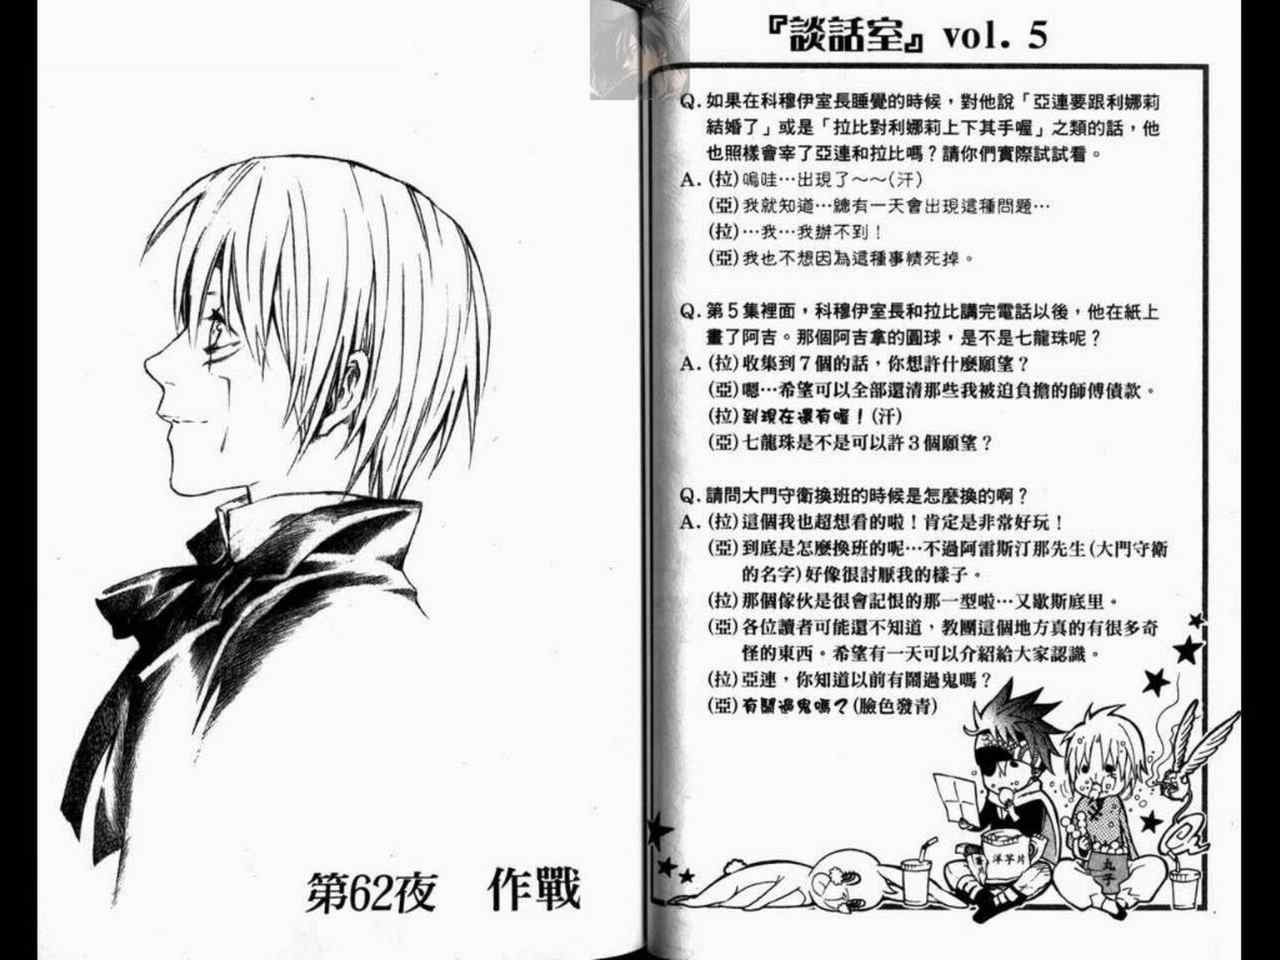 『談話室』 vol. 5
Q. 如果在科穆伊室長睡覺的時候，對他說「亞連要跟利娜莉
結婚了」或是「拉比對利娜莉上下其手喔」之類的話，他
也照樣會宰了亞連和拉比嗎？請你們實際試試看。
A. (拉) 嗚哇…出現了～～(汗)
(亞) 我就知道…總有一天會出現這種問題…
(拉) …我…我辦不到！
(亞) 我也不想因為這種事情死掉。
Q. 第5集裡面，科穆伊室長和拉比講完電話以後，他在紙上
畫了阿吉。那個阿吉拿的圓球，是不是七龍珠呢？
A. (拉) 收集到7個的話，你想許什麼願望？
(亞) 嗯…希望可以全部還清那些我被迫負擔的師傅債款。
(拉) 到現在還有喔！(汗)
(亞) 七龍珠是不是可以許3個願望？
Q. 請問大門守衛換班的時候是怎麼換的啊？
A. (拉) 這個我也超想看的啦！肯定是非常好玩！
(亞) 到底是怎麼換班的呢…不過阿雷斯汀那先生(大門守衛
的名字)好像很討厭我的樣子。
(拉) 那個傢伙是很會記恨的那一型啦…又歇斯底里。
(亞) 各位讀者可能還不知道，教團這個地方真的有很多奇
怪的東西。希望有一天可以介紹給大家認識。
(拉) 亞連，你知道以前有鬧過鬼嗎？
(亞) 有鬧過鬼嗎？(臉色發青)
洋芋片
丸子
第62夜 作戰